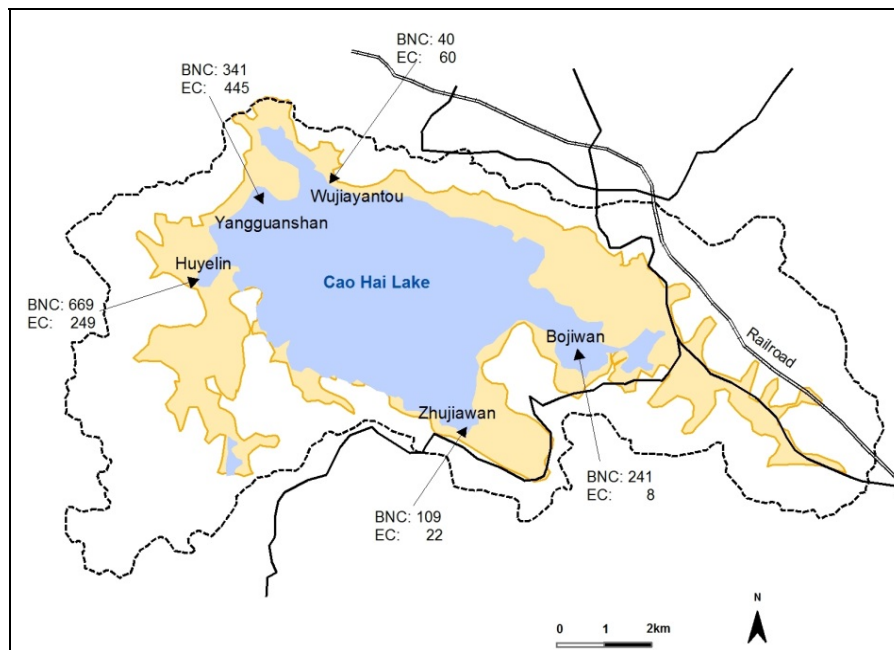 BNC: 40
EC: 60
BNC: 341
EC: 445
Wujiayantou
Yangguanshan
Huyelin
Cao Hai Lake
BNC: 669
EC: 249
Bojiwan
Railroad
Zhujiawan
BNC: 241
EC: 8
BNC: 109
EC: 22
N
0 1 2km